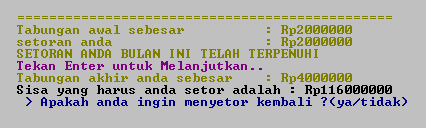 ================================================
Tabungan awal sebesar          : Rp2000000
setoran anda                   : Rp2000000
SETORAN ANDA BULAN INI TELAH TERPENUHI
Tekan Enter untuk Melanjutkan..
Tabungan akhir anda sebesar    : Rp4000000
Sisa yang harus anda setor adalah : Rp116000000
> Apakah anda ingin menyetor kembali ?(ya/tidak)